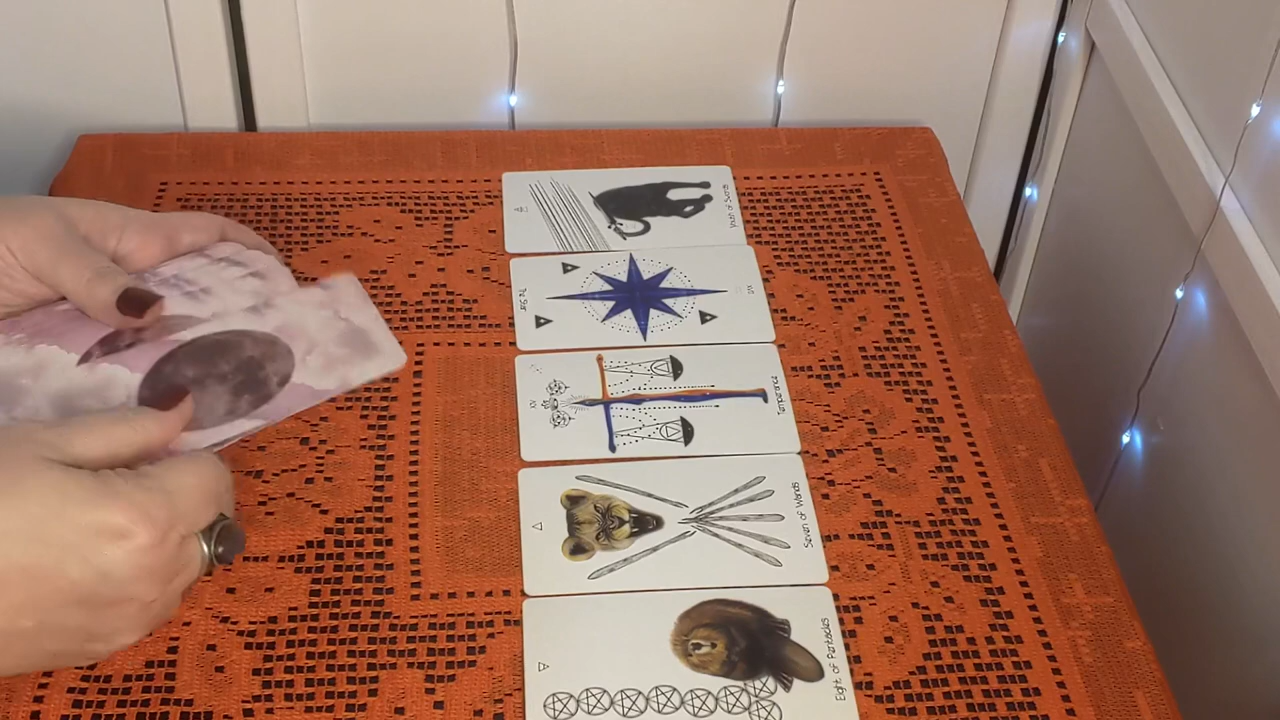 Youth of Swords
The Star
XVII
XIV
Temperance
Seven of Wands
Eight of Pentacles